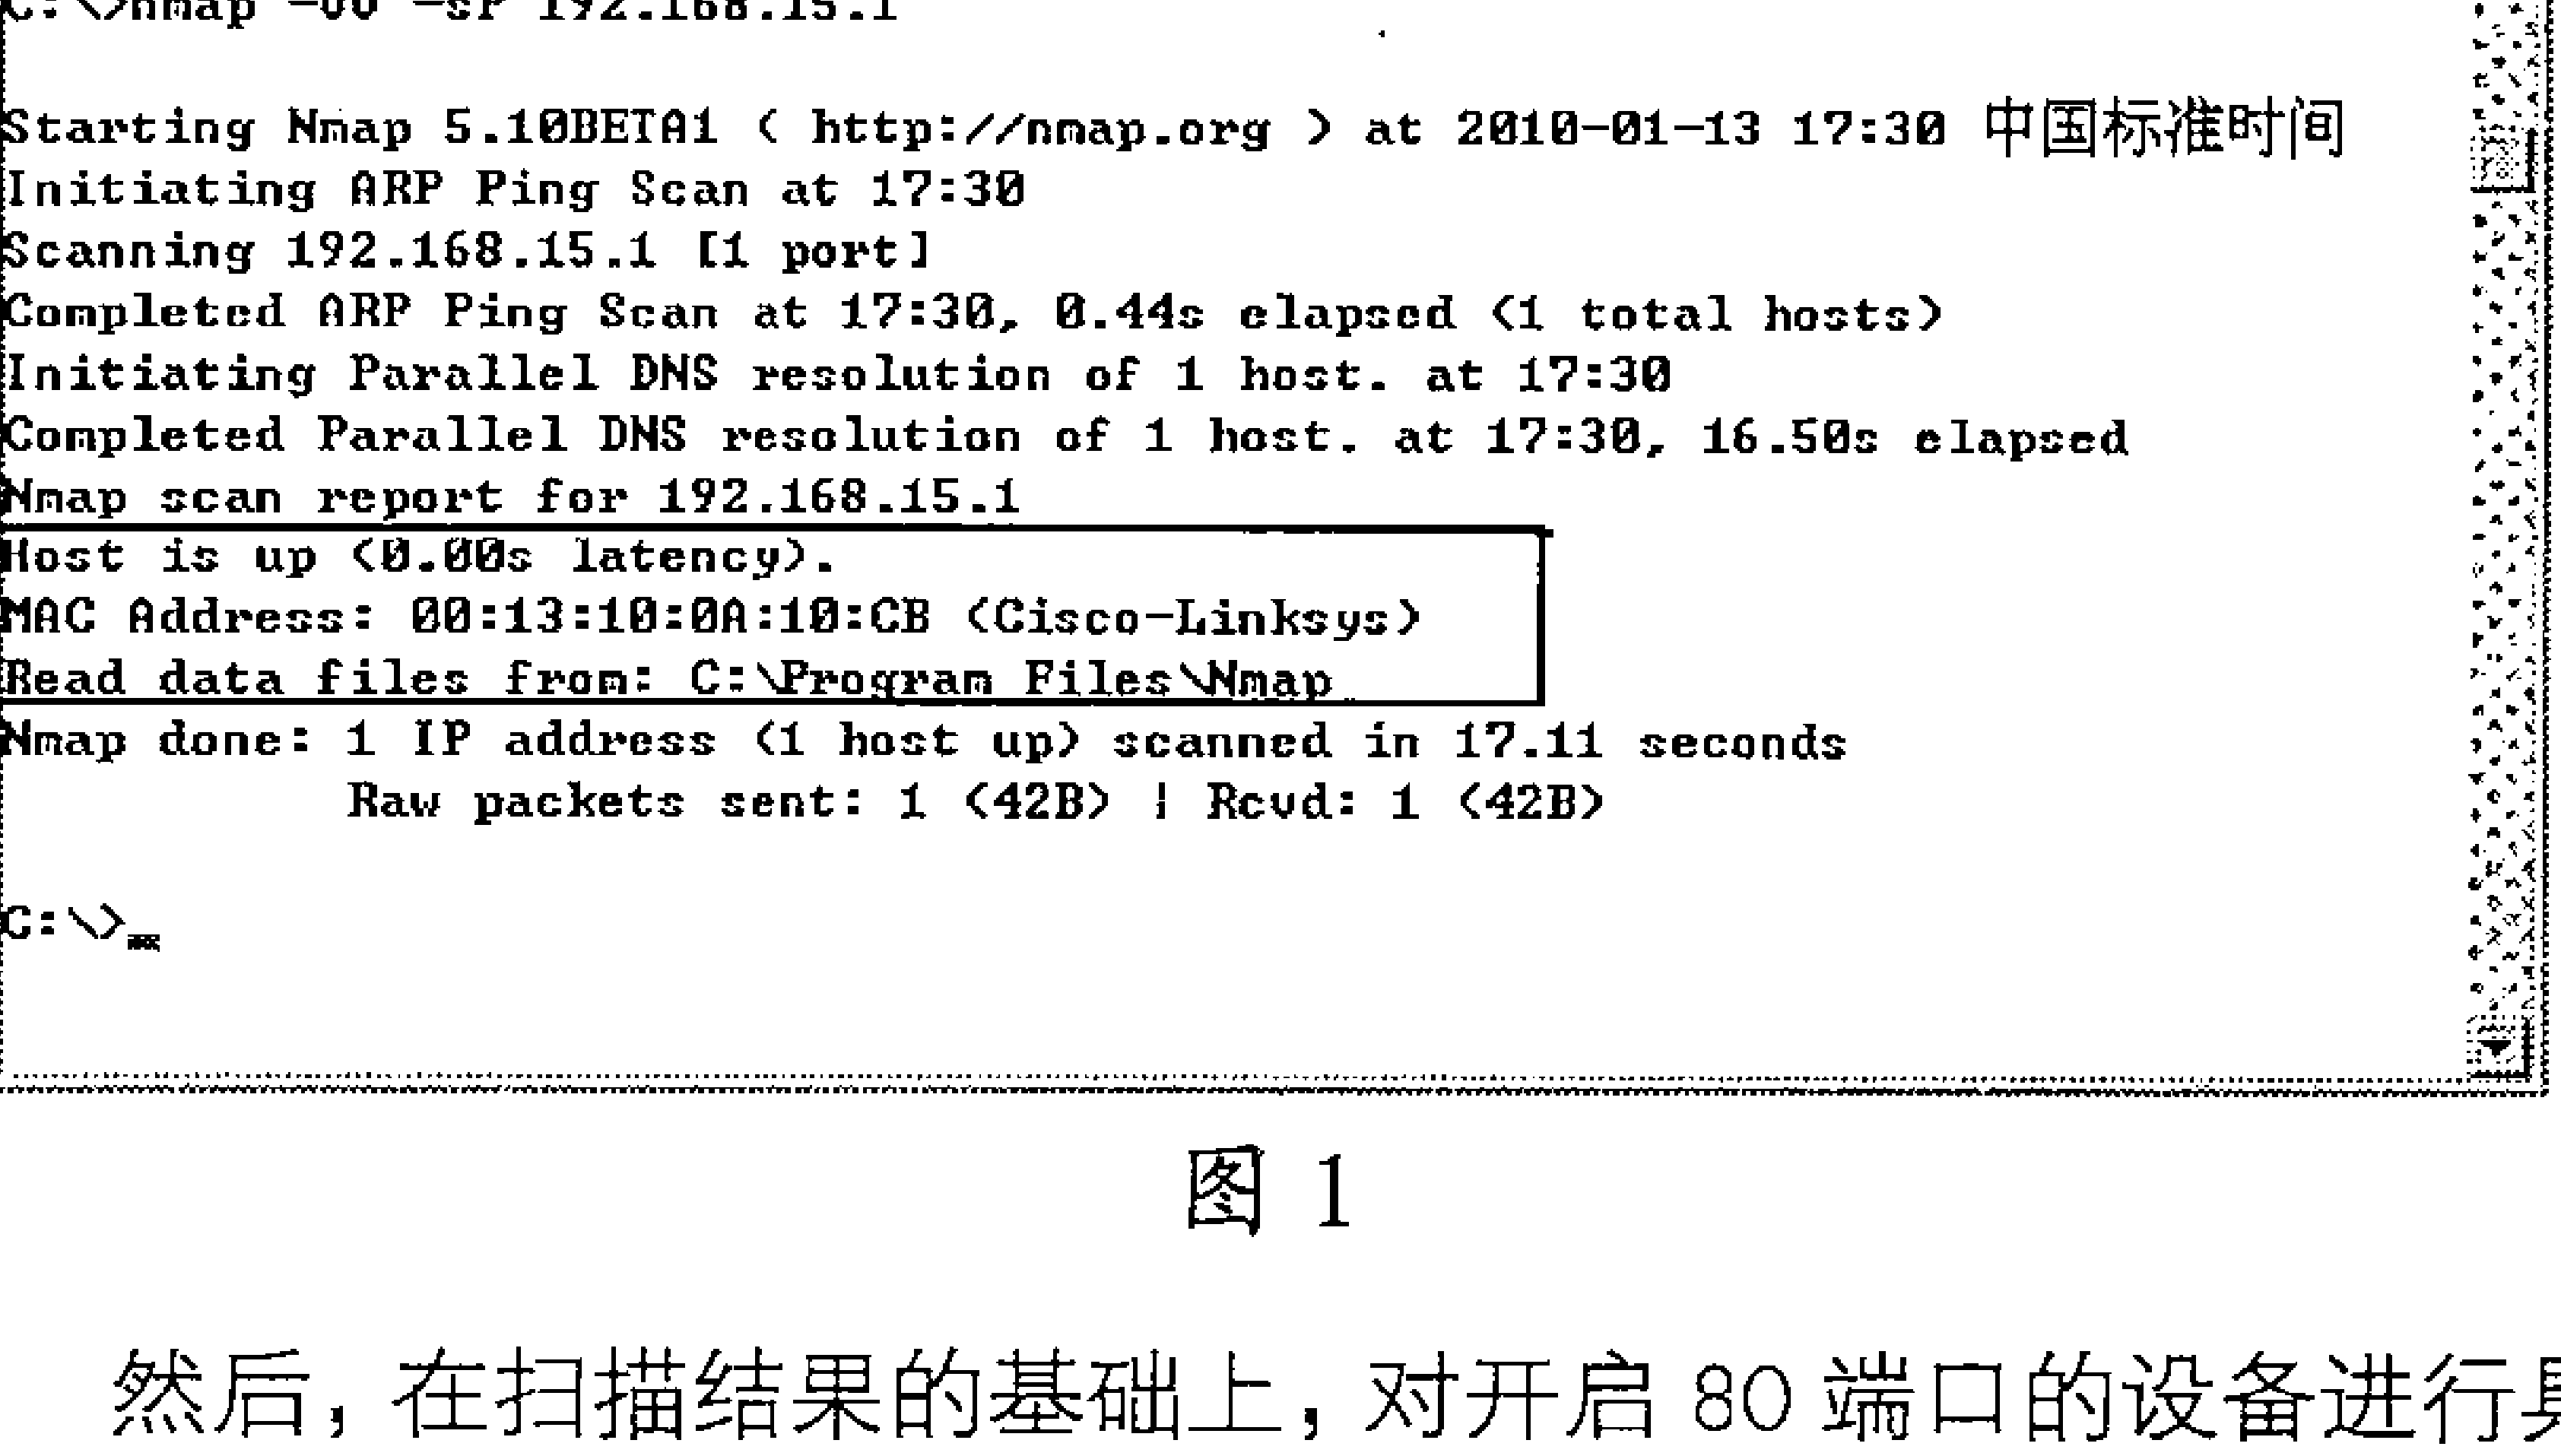 C:\>nmap -vv -sP 192.168.15.1
Starting Nmap 5.10BETA1 ( http://nmap.org ) at 2010-01-13 17:30 中国标准时间
Initiating ARP Ping Scan at 17:30
Scanning 192.168.15.1 [1 port]
Completed ARP Ping Scan at 17:30, 0.44s elapsed (1 total hosts)
Initiating Parallel DNS resolution of 1 host. at 17:30
Completed Parallel DNS resolution of 1 host. at 17:30, 16.50s elapsed
Nmap scan report for 192.168.15.1
Host is up (0.00s latency).
MAC Address: 00:13:10:0A:10:CB (Cisco-Linksys)
Read data files from: C:\Program Files\Nmap
Nmap done: 1 IP address (1 host up) scanned in 17.11 seconds
Raw packets sent: 1 (42B) | Rcvd: 1 (42B)
C:\>_
图 1
然后，在扫描结果的基础上，对开启 80 端口的设备进行